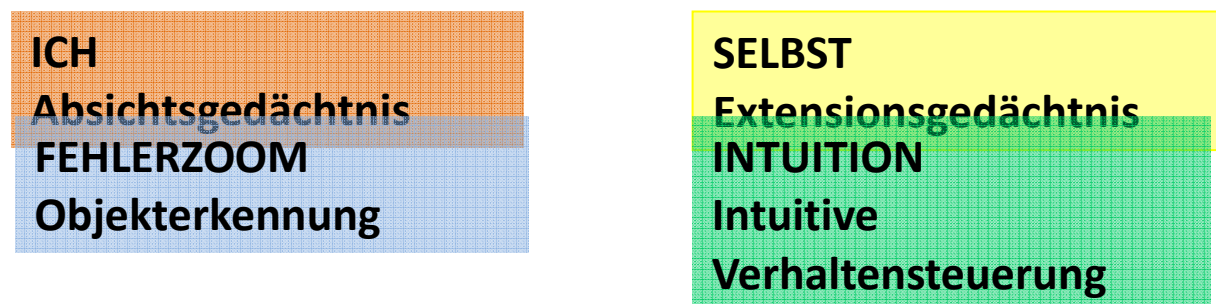 ICH
Absichtsgedächtnis
FEHLERZOOM
Objekterkennung
SELBST
Extensionsgedächtnis
INTUITION
Intuitive
Verhaltensteuerung